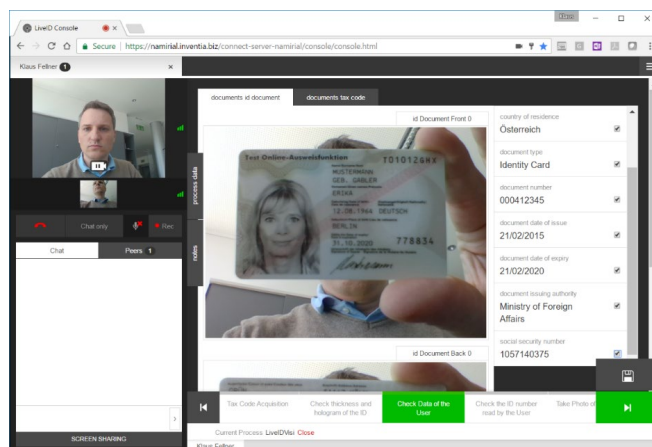 LiveID Console
Secure
https://namirial.inventia.biz/connect-server-namirial/console/console.html
Klaus Fellner 1
documents id document
documents tax code
id Document Front 0
process data
notes
Test Online-Ausweisfunktion
MUSTERMANN
GEB. GABLER
ERIKA
12.08.1964 DEUTSCH
BERLIN
31.10.2020 778834
country of residence
Österreich
document type
Identity Card
document number
000412345
document date of issue
21/02/2015
document date of expiry
21/02/2020
document issuing authority
Ministry of Foreign
Affairs
social security number
1057140375
Chat only
Rec
Chat
Peers 1
id Document Back 0
Tax Code Acquisition
Check thickness and
hologram of the ID
Check Data of the
User
Check the ID number
read by the User
Take Photo of
Current Process LiveIDVisi Close
SCREEN SHARING
Klaus Fellner